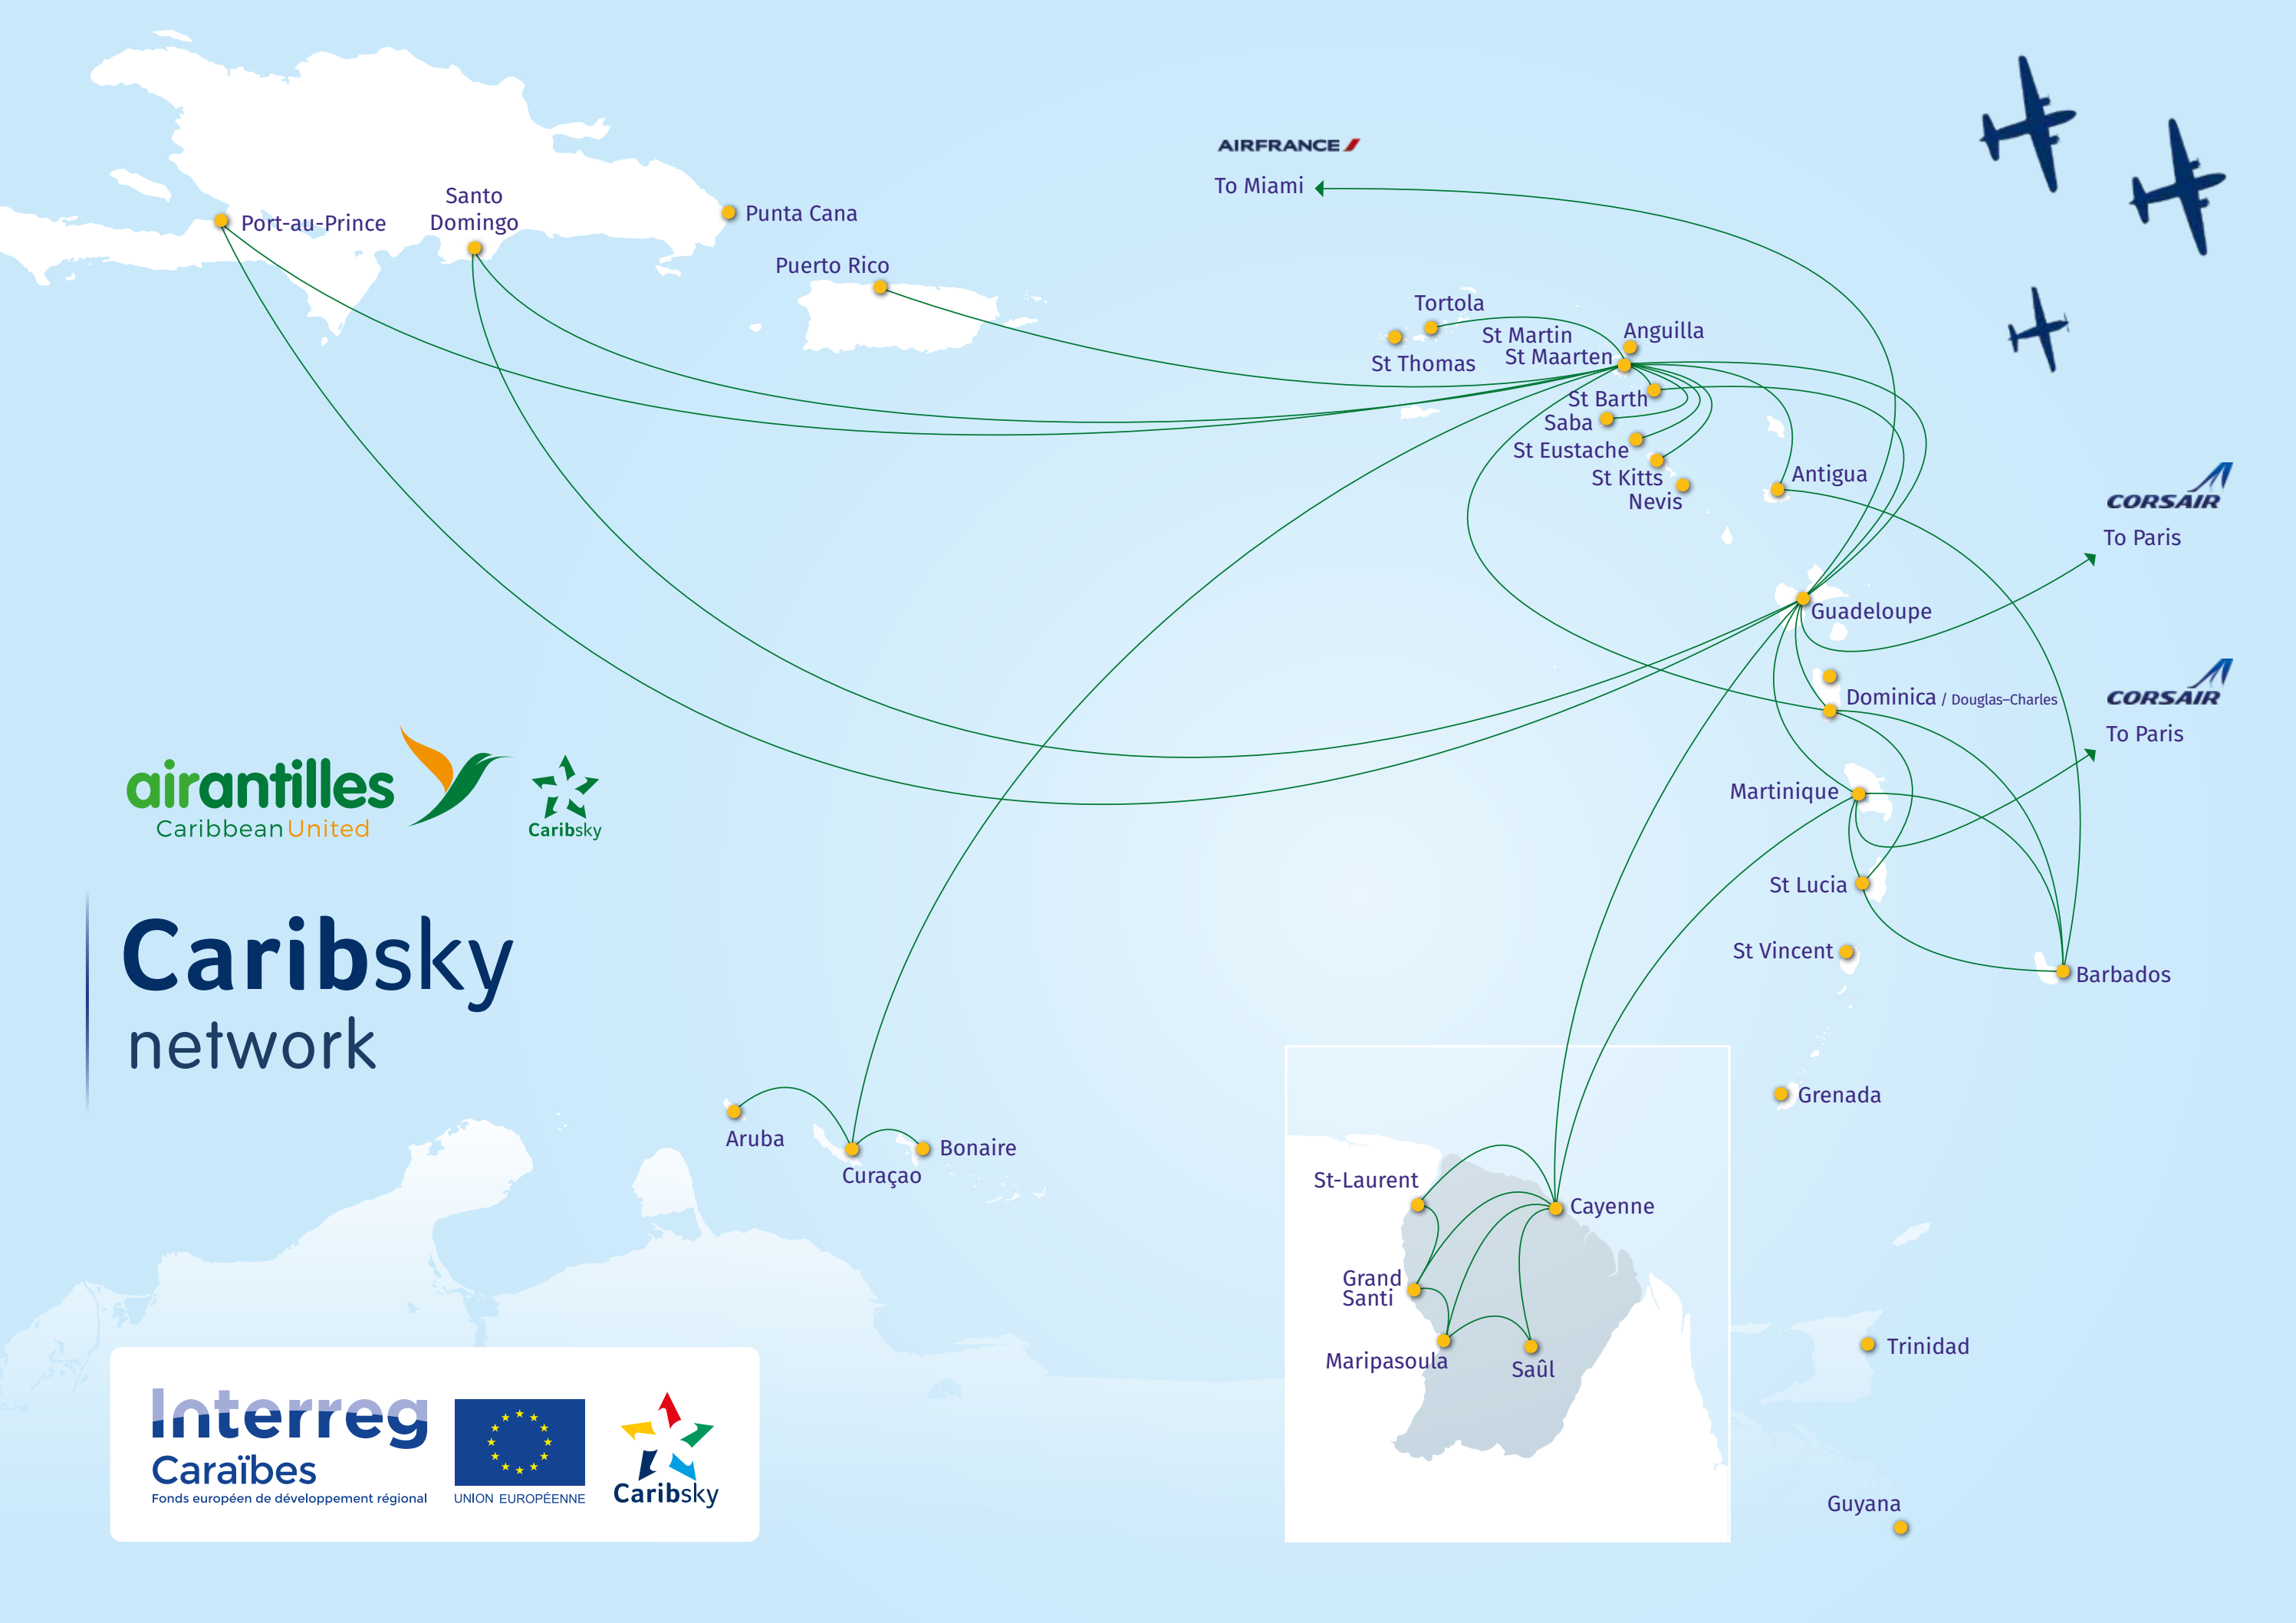 AIRFRANCE
To Miami
Santo
Domingo
Port-au-Prince
Punta Cana
Puerto Rico
Tortola
St Martin
Anguilla
St Thomas
St Maarten
St Barth
Saba
St Eustache
St Kitts
Nevis
Antigua
CORSAIR
To Paris
Guadeloupe
Dominica / Douglas–Charles
CORSAIR
To Paris
Martinique
St Lucia
St Vincent
Barbados
Grenada
airantilles
Caribbean United
Caribsky
Caribsky
network
Aruba
Curaçao
Bonaire
St-Laurent
Cayenne
Grand
Santi
Maripasoula
Saûl
Trinidad
Guyana
Interreg
Caraïbes
Fonds européen de développement régional
UNION EUROPÉENNE
Caribsky